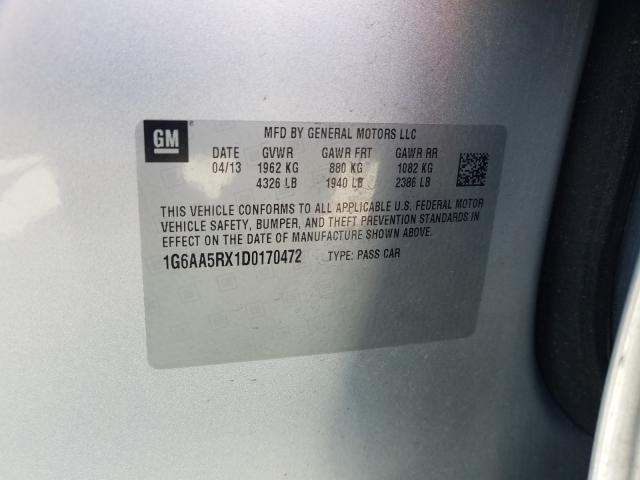 GM
MFD BY GENERAL MOTORS LLC
DATE GVWR GAWR FRT GAWR RR
04/13 1962 KG 880 KG 1082 KG
4326 LB 1940 LB 2386 LB
THIS VEHICLE CONFORMS TO ALL APPLICABLE U.S. FEDERAL MOTOR
VEHICLE SAFETY, BUMPER, AND THEFT PREVENTION STANDARDS IN
EFFECT ON THE DATE OF MANUFACTURE SHOWN ABOVE.
1G6AA5RX1D0170472 TYPE: PASS CAR